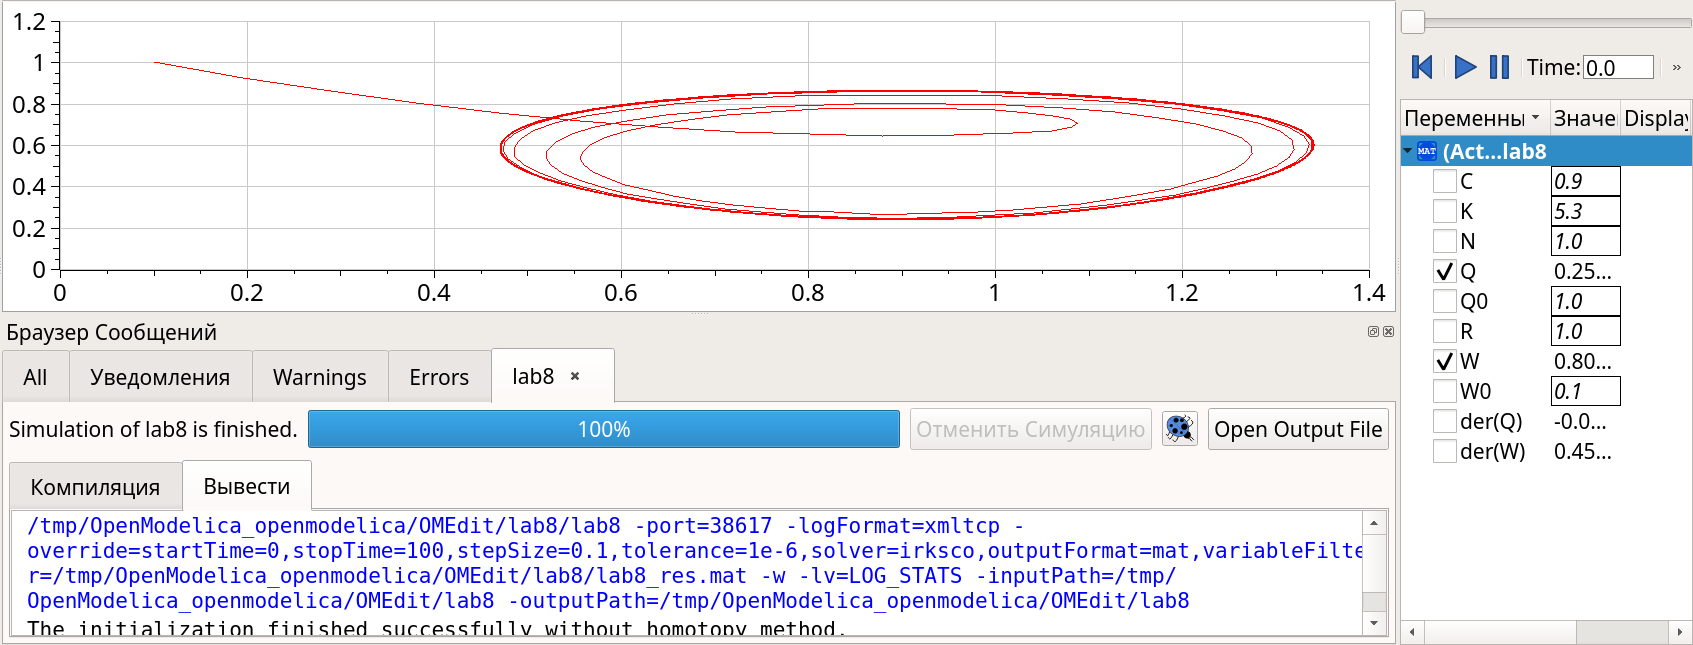 1.2
1
0.8
0.6
0.4
0.2
0
0 0.2 0.4 0.6 0.8 1 1.2 1.4
Time: 0.0 »
Переменны Значе Display
MAT (Act...lab8
C 0.9
K 5.3
N 1.0
Q 0.25...
Q0 1.0
R 1.0
W 0.80...
W0 0.1
der(Q) -0.0...
der(W) 0.45...
Браузер Сообщений
All Уведомления Warnings Errors lab8
Simulation of lab8 is finished. 100% Отменить Симуляцию Open Output File
Компиляция Вывести
/tmp/OpenModelica_openmodelica/OMEdit/lab8/lab8 -port=38617 -logFormat=xmltcp -
override=startTime=0,stopTime=100,stepSize=0.1,tolerance=1e-6,solver=irksco,outputFormat=mat,variableFilte
r=/tmp/OpenModelica_openmodelica/OMEdit/lab8/lab8_res.mat -w -lv=LOG_STATS -inputPath=/tmp/
OpenModelica_openmodelica/OMEdit/lab8 -outputPath=/tmp/OpenModelica_openmodelica/OMEdit/lab8
The initialization finished successfully without homotopy method.